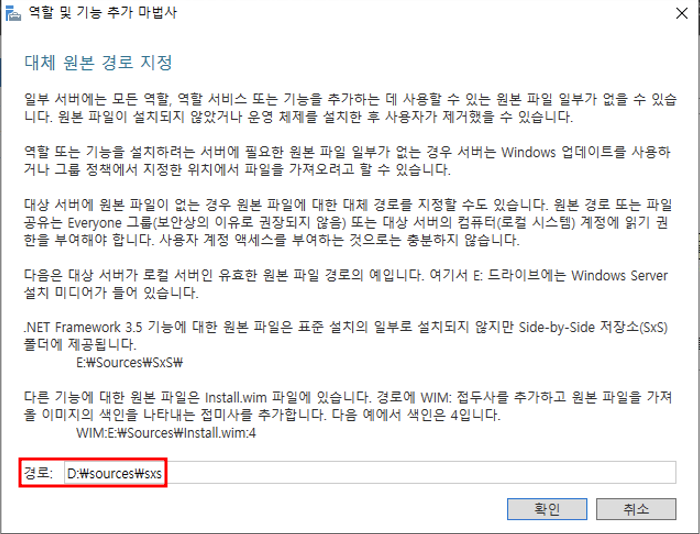 역할 및 기능 추가 마법사
대체 원본 경로 지정
일부 서버에는 모든 역할, 역할 서비스 또는 기능을 추가하는 데 사용할 수 있는 원본 파일 일부가 없을 수 있습
니다. 원본 파일이 설치되지 않았거나 운영 체제를 설치한 후 사용자가 제거했을 수 있습니다.
역할 또는 기능을 설치하려는 서버에 필요한 원본 파일 일부가 없는 경우 서버는 Windows 업데이트를 사용하
거나 그룹 정책에서 지정한 위치에서 파일을 가져오려고 할 수 있습니다.
대상 서버에 원본 파일이 없는 경우 원본 파일에 대한 대체 경로를 지정할 수도 있습니다. 원본 경로 또는 파일
공유는 Everyone 그룹(보안상의 이유로 권장되지 않음) 또는 대상 서버의 컴퓨터(로컬 시스템) 계정에 읽기 권
한을 부여해야 합니다. 사용자 계정 액세스를 부여하는 것으로는 충분하지 않습니다.
다음은 대상 서버가 로컬 서버인 유효한 원본 파일 경로의 예입니다. 여기서 E: 드라이브에는 Windows Server
설치 미디어가 들어 있습니다.
.NET Framework 3.5 기능에 대한 원본 파일은 표준 설치의 일부로 설치되지 않지만 Side-by-Side 저장소(SxS)
폴더에 제공됩니다.
E:₩Sources₩SxS₩
다른 기능에 대한 원본 파일은 Install.wim 파일에 있습니다. 경로에 WIM: 접두사를 추가하고 원본 파일을 가져
올 이미지의 색인을 나타내는 접미사를 추가합니다. 다음 예에서 색인은 4입니다.
WIM:E:₩Sources₩Install.wim:4
경로: D:₩sources₩sxs
확인 취소